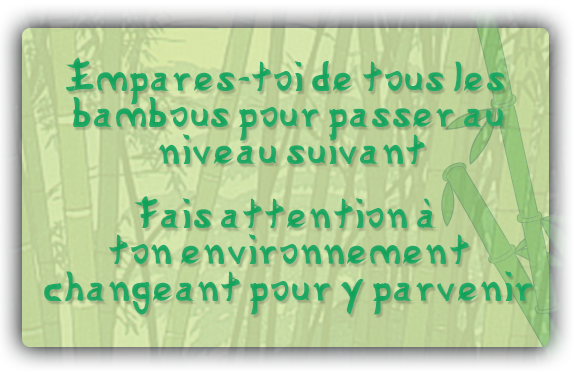 Empares-toi de tous les
bambous pour passer au
niveau suivant
Fais attention à
ton environnement
changeant pour y parvenir